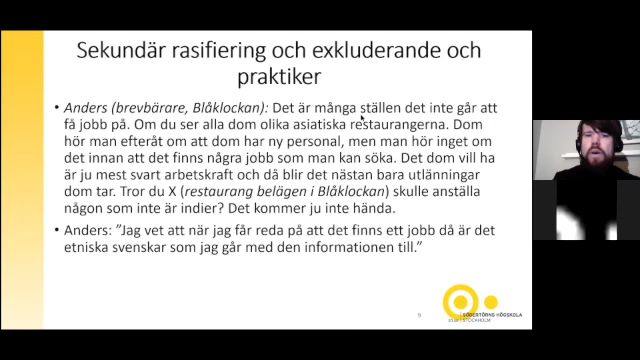 Sekundär rasifiering och exkluderande och
praktiker
• Anders (brevbärare, Blåklockan): Det är många ställen det inte går att
få jobb på. Om du ser alla dom olika asiatiska restaurangerna. Dom
hör man efteråt om att dom har ny personal, men man hör inget om
det innan att det finns några jobb som man kan söka. Det dom vill ha
är ju mest svart arbetskraft och då blir det nästan bara utlänningar
dom tar. Tror du X (restaurang belägen i Blåklockan) skulle anställa
någon som inte är indier? Det kommer ju inte hända.
• Anders: ”Jag vet att när jag får reda på att det finns ett jobb då är det
etniska svenskar som jag går med den informationen till.”
9
SÖDERTÖRNS HÖGSKOLA
STOCKHOLM